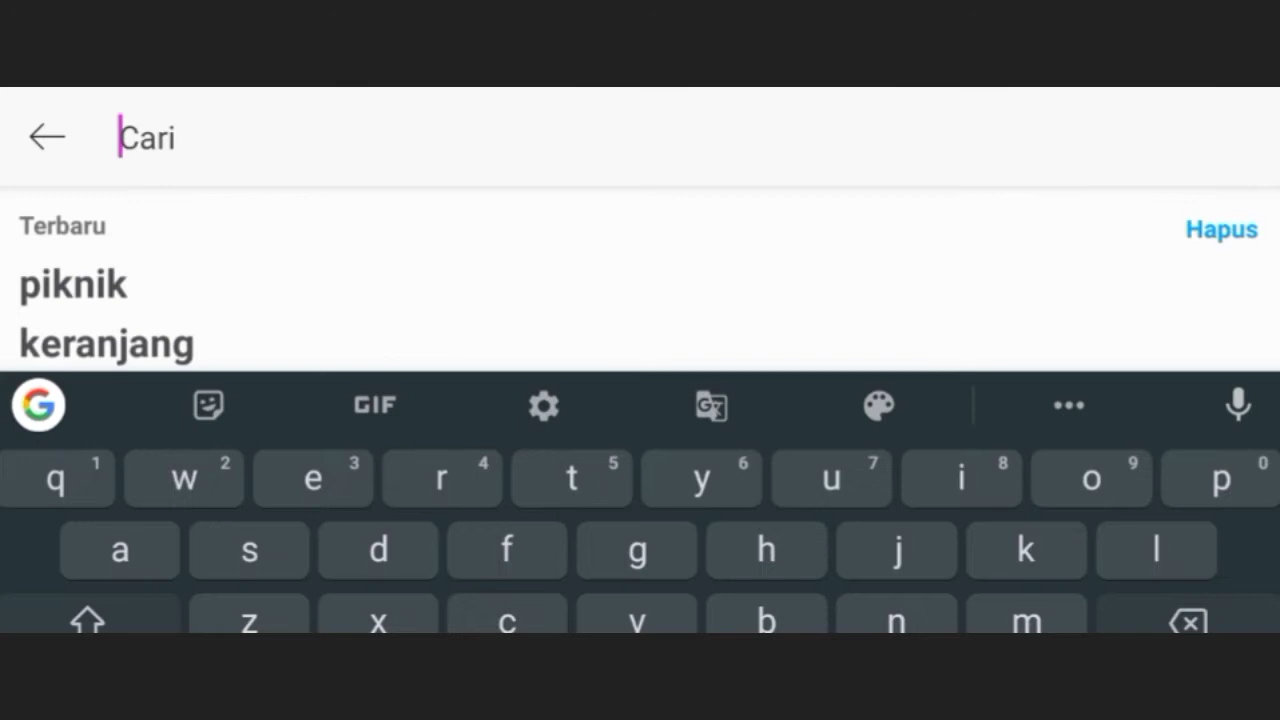 Cari
Terbaru Hapus
piknik
keranjang
G GIF G
q 1 w 2 e 3 r 4 t 5 y 6 u 7 i 8 o 9 p 0
a s d f g h j k l
z x c v b n m